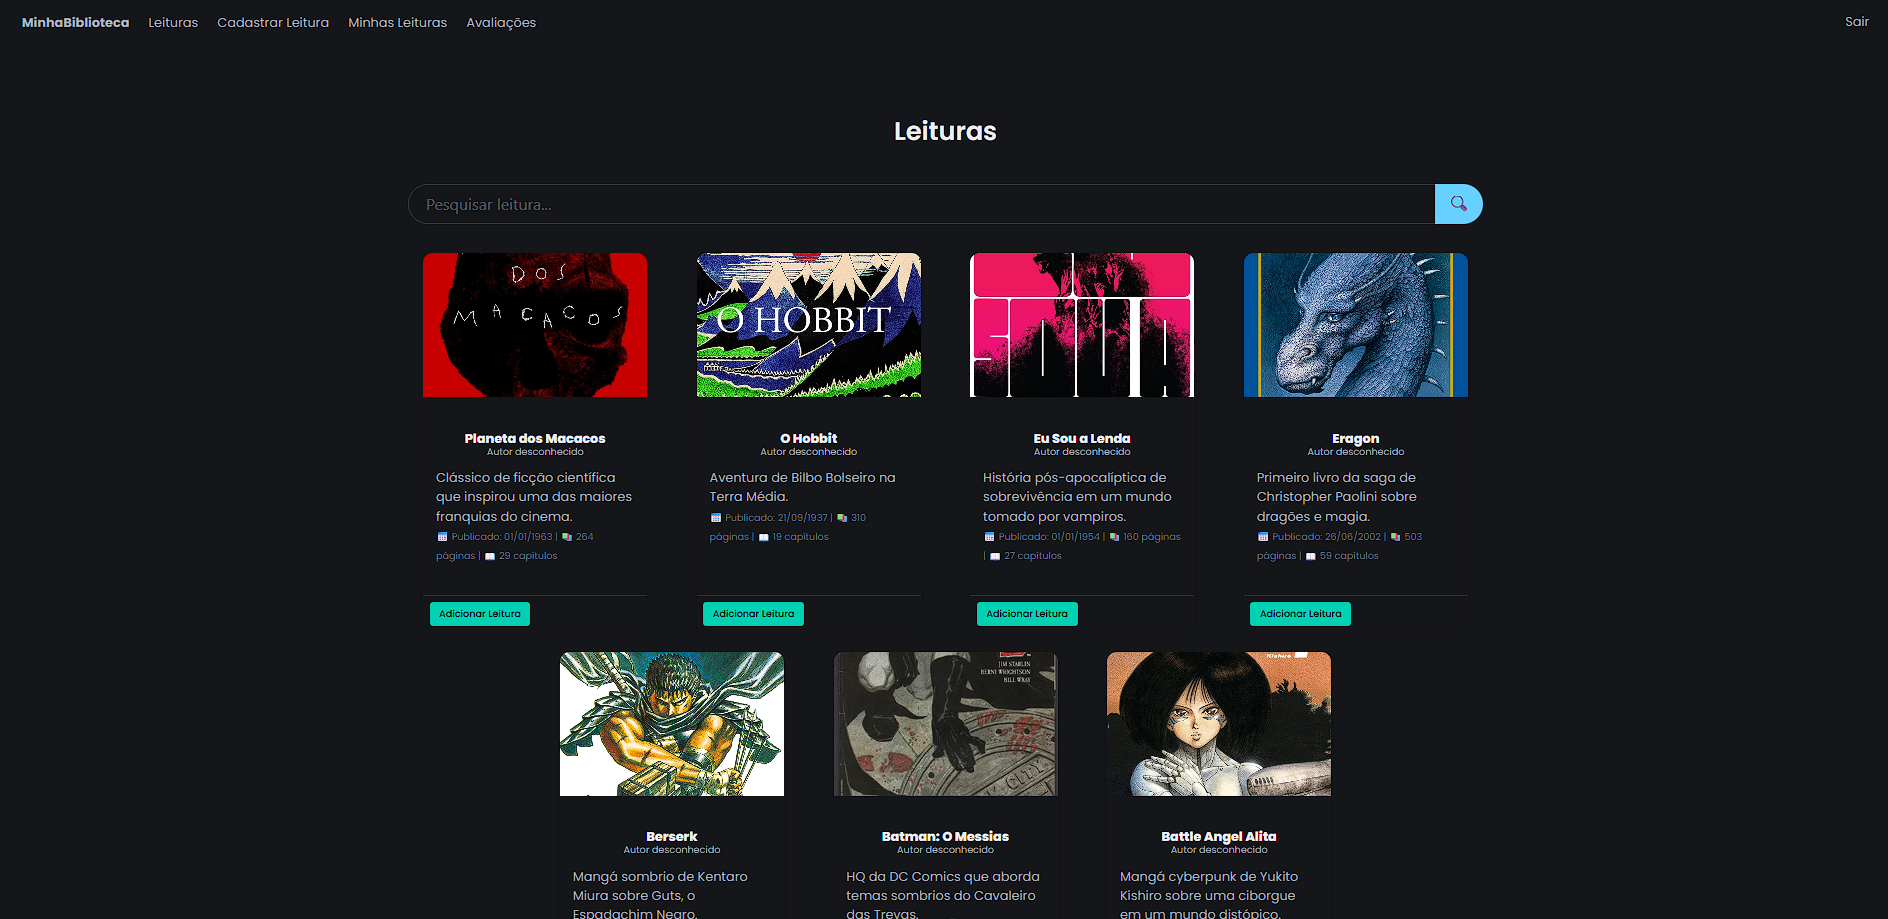 MinhaBiblioteca Leituras Cadastrar Leitura Minhas Leituras Avaliações Sair
Leituras
Pesquisar leitura...
DOS
MACACOS
Planeta dos Macacos
Autor desconhecido
Clássico de ficção científica
que inspirou uma das maiores
franquias do cinema.
Publicado: 01/01/1963 | 264
páginas | 29 capítulos
Adicionar Leitura
O HOBBIT
O Hobbit
Autor desconhecido
Aventura de Bilbo Bolseiro na
Terra Média.
Publicado: 21/09/1937 | 310
páginas | 19 capítulos
Adicionar Leitura
Eu Sou a Lenda
Autor desconhecido
História pós-apocalíptica de
sobrevivência em um mundo
tomado por vampiros.
Publicado: 01/01/1954 | 160 páginas
| 27 capítulos
Adicionar Leitura
Eragon
Autor desconhecido
Primeiro livro da saga de
Christopher Paolini sobre
dragões e magia.
Publicado: 26/06/2002 | 503
páginas | 59 capítulos
Adicionar Leitura
Berserk
Autor desconhecido
Mangá sombrio de Kentaro
Miura sobre Guts, o
Espadachim Negro.
JIM STARLIN
BERNI WRIGHTSON
BILL WRAY
CITY
Batman: O Messias
Autor desconhecido
HQ da DC Comics que aborda
temas sombrios do Cavaleiro
das Trevas.
Kishiro
Battle Angel Alita
Autor desconhecido
Mangá cyberpunk de Yukito
Kishiro sobre uma ciborgue
em um mundo distópico.